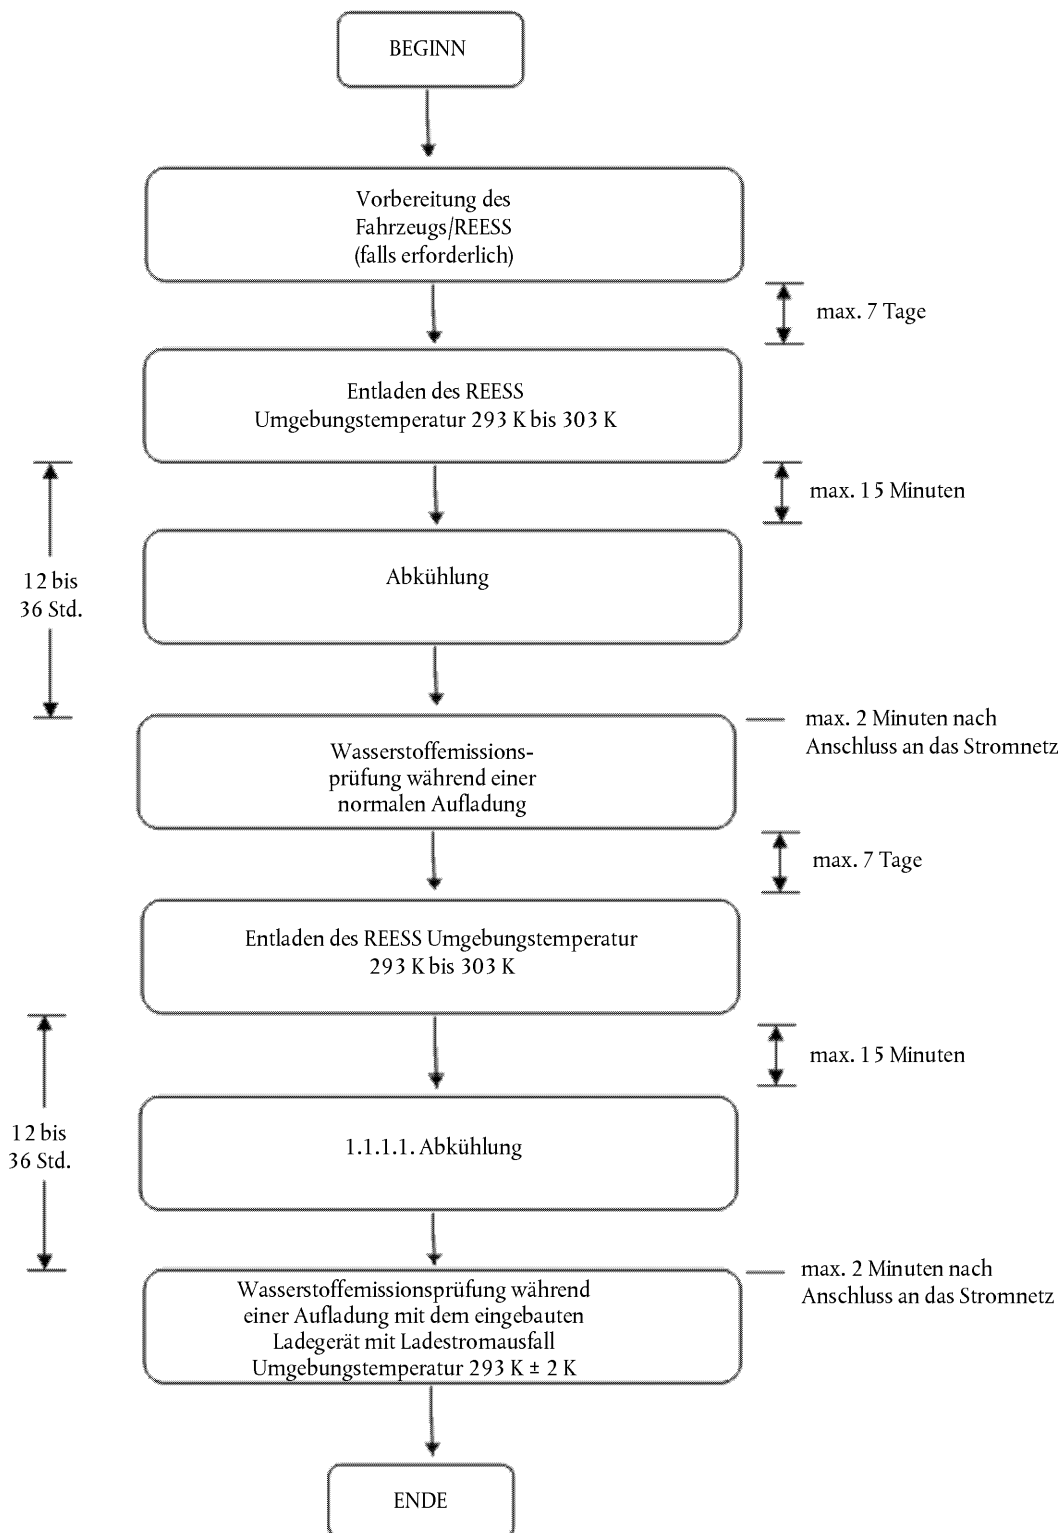 BEGINN
Vorbereitung des
Fahrzeugs/REESS
(falls erforderlich)
max. 7 Tage
Entladen des REESS
Umgebungstemperatur 293 K bis 303 K
max. 15 Minuten
12 bis
36 Std.
Abkühlung
max. 2 Minuten nach
Anschluss an das Stromnetz
Wasserstoffemissions-
prüfung während einer
normalen Aufladung
max. 7 Tage
Entladen des REESS Umgebungstemperatur
293 K bis 303 K
max. 15 Minuten
12 bis
36 Std.
1.1.1.1. Abkühlung
max. 2 Minuten nach
Anschluss an das Stromnetz
Wasserstoffemissionsprüfung während
einer Aufladung mit dem eingebauten
Ladegerät mit Ladestromausfall
Umgebungstemperatur 293 K ± 2 K
ENDE